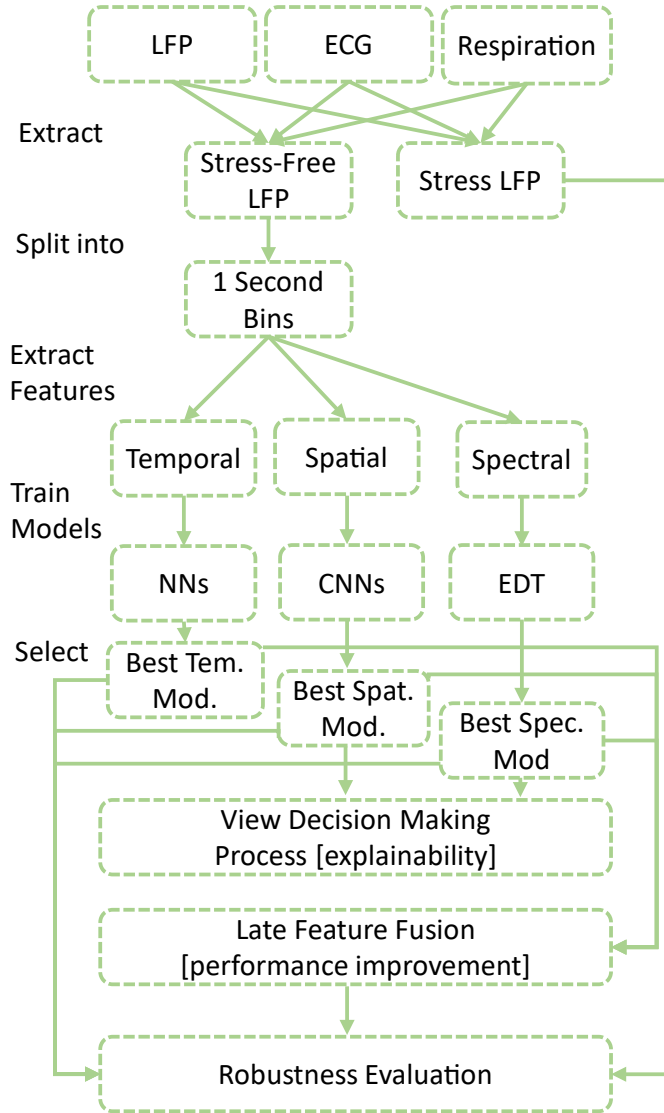 LFP
ECG
Respiration
Extract
Stress-Free
LFP
Stress LFP
Split into
1 Second
Bins
Extract
Features
Temporal
Spatial
Spectral
Train
Models
NNs
CNNs
EDT
Select
Best Tem.
Mod.
Best Spat.
Mod.
Best Spec.
Mod
View Decision Making
Process [explainability]
Late Feature Fusion
[performance improvement]
Robustness Evaluation